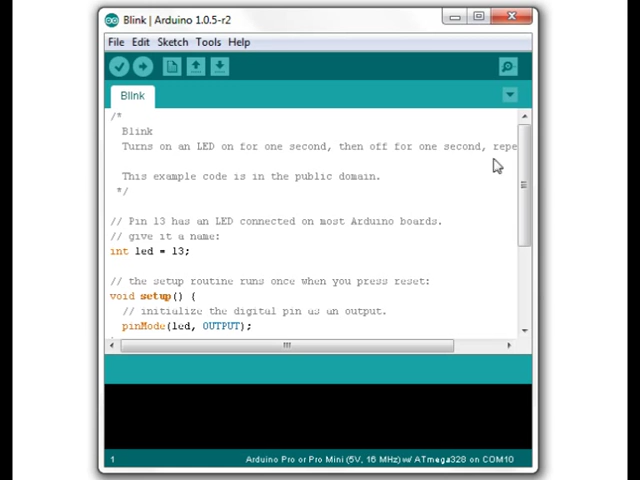 Blink | Arduino 1.0.5-r2
File Edit Sketch Tools Help
Blink
/*
Blink
Turns on an LED on for one second, then off for one second, repe
This example code is in the public domain.
*/
// Pin 13 has an LED connected on most Arduino boards.
// give it a name:
int led = 13;
// the setup routine runs once when you press reset:
void setup() {
// initialize the digital pin as an output.
pinMode(led, OUTPUT);
1
Arduino Pro or Pro Mini (5V, 16 MHz) w/ ATmega328 on COM10